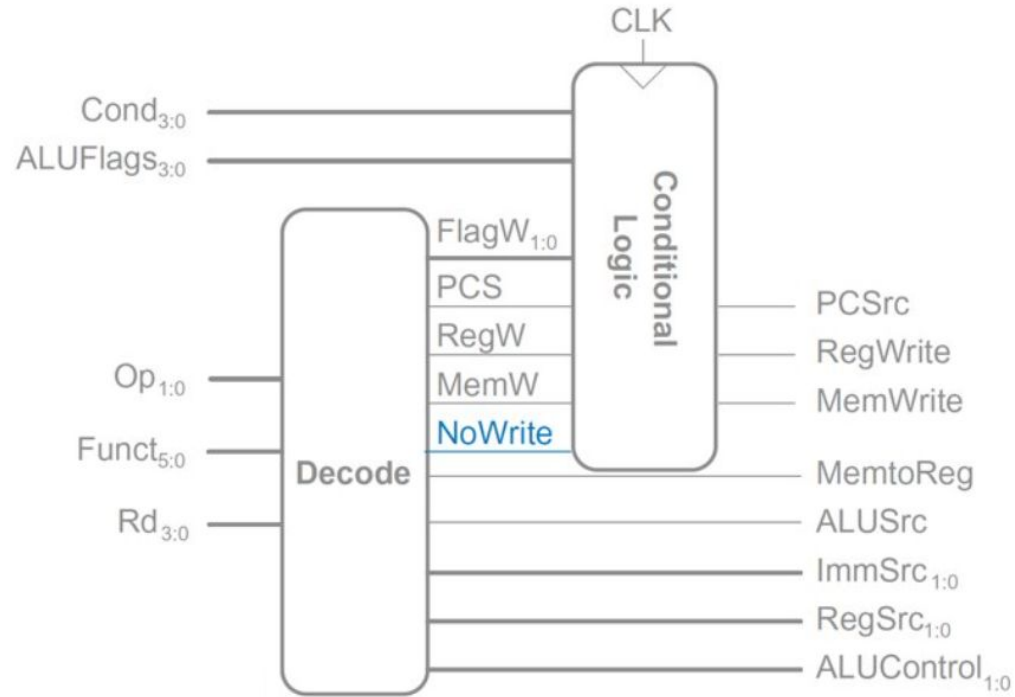 CLK
Cond3:0
ALUFlags3:0
Conditional
Logic
FlagW1:0
PCS
PCSrc
RegW
RegWrite
Op1:0
MemW
MemWrite
NoWrite
Funct5:0
Decode
MemtoReg
Rd3:0
ALUSrc
ImmSrc1:0
RegSrc1:0
ALUControl1:0